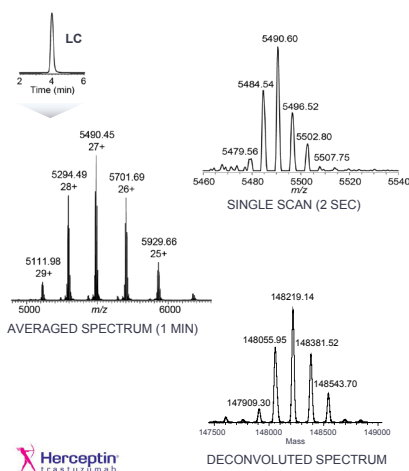 LC
2 4 6
Time (min)
5490.60
5484.54
5496.52
5502.80
5479.56
5507.75
5460 5480 5500 5520 5540
m/z
SINGLE SCAN (2 SEC)
5490.45
27+
5294.49
28+
5701.69
26+
5929.66
25+
5111.98
29+
5000 m/z 6000
AVERAGED SPECTRUM (1 MIN)
148219.14
148055.95
148381.52
148543.70
147909.30
147500 148000 148500 149000
Mass
DECONVOLUTED SPECTRUM
Herceptin
trastuzumab